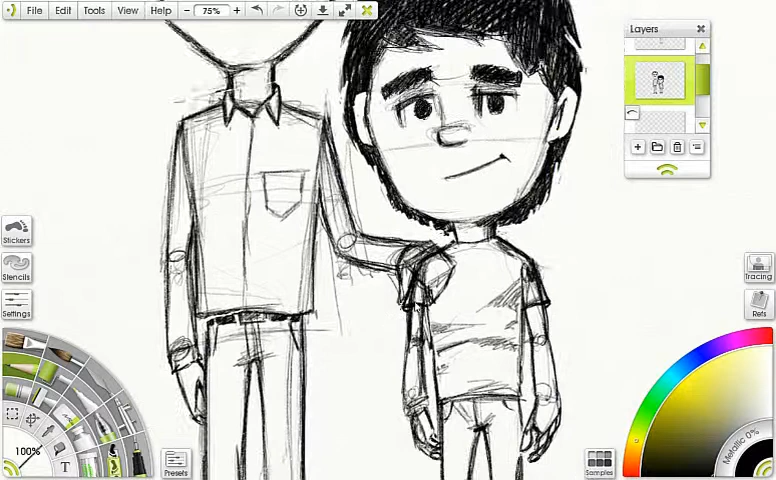 File Edit Tools View Help − 75% +
Layers
Stickers
Stencils
Settings
Tracing
Refs
100%
T
Presets
Samples
Metallic 0%